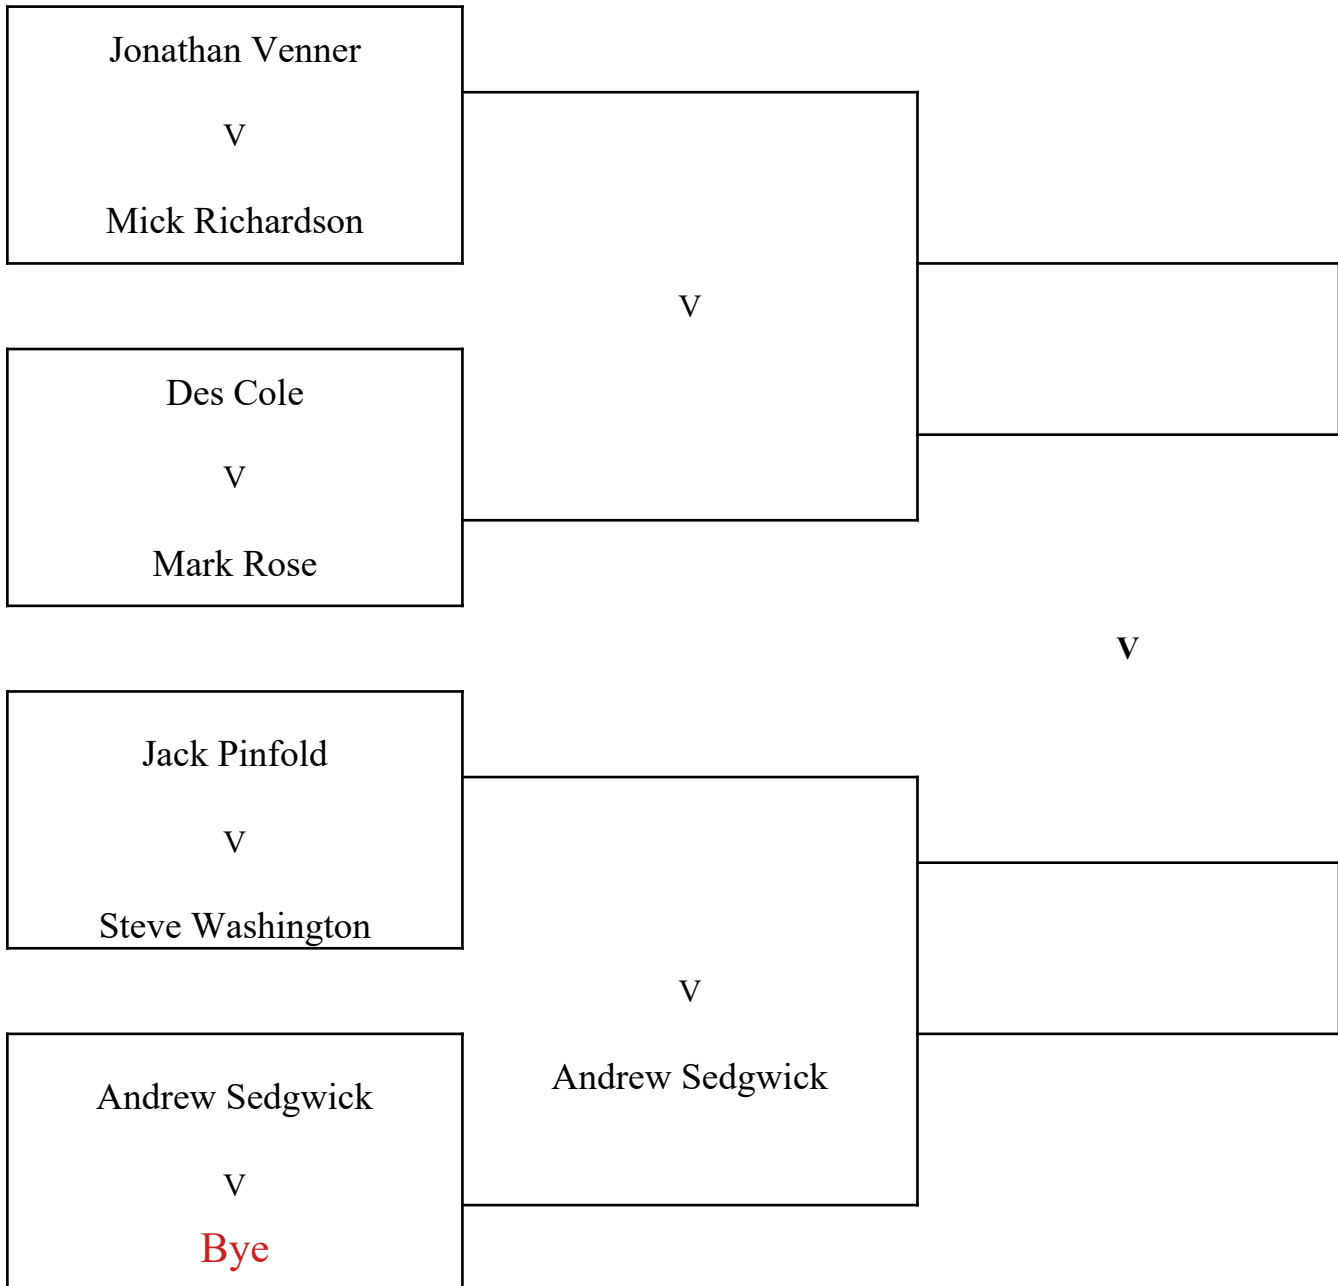 Jonathan Venner
V
Mick Richardson
V
Des Cole
V
Mark Rose
V
Jack Pinfold
V
Steve Washington
V
Andrew Sedgwick
Andrew Sedgwick
V
Bye